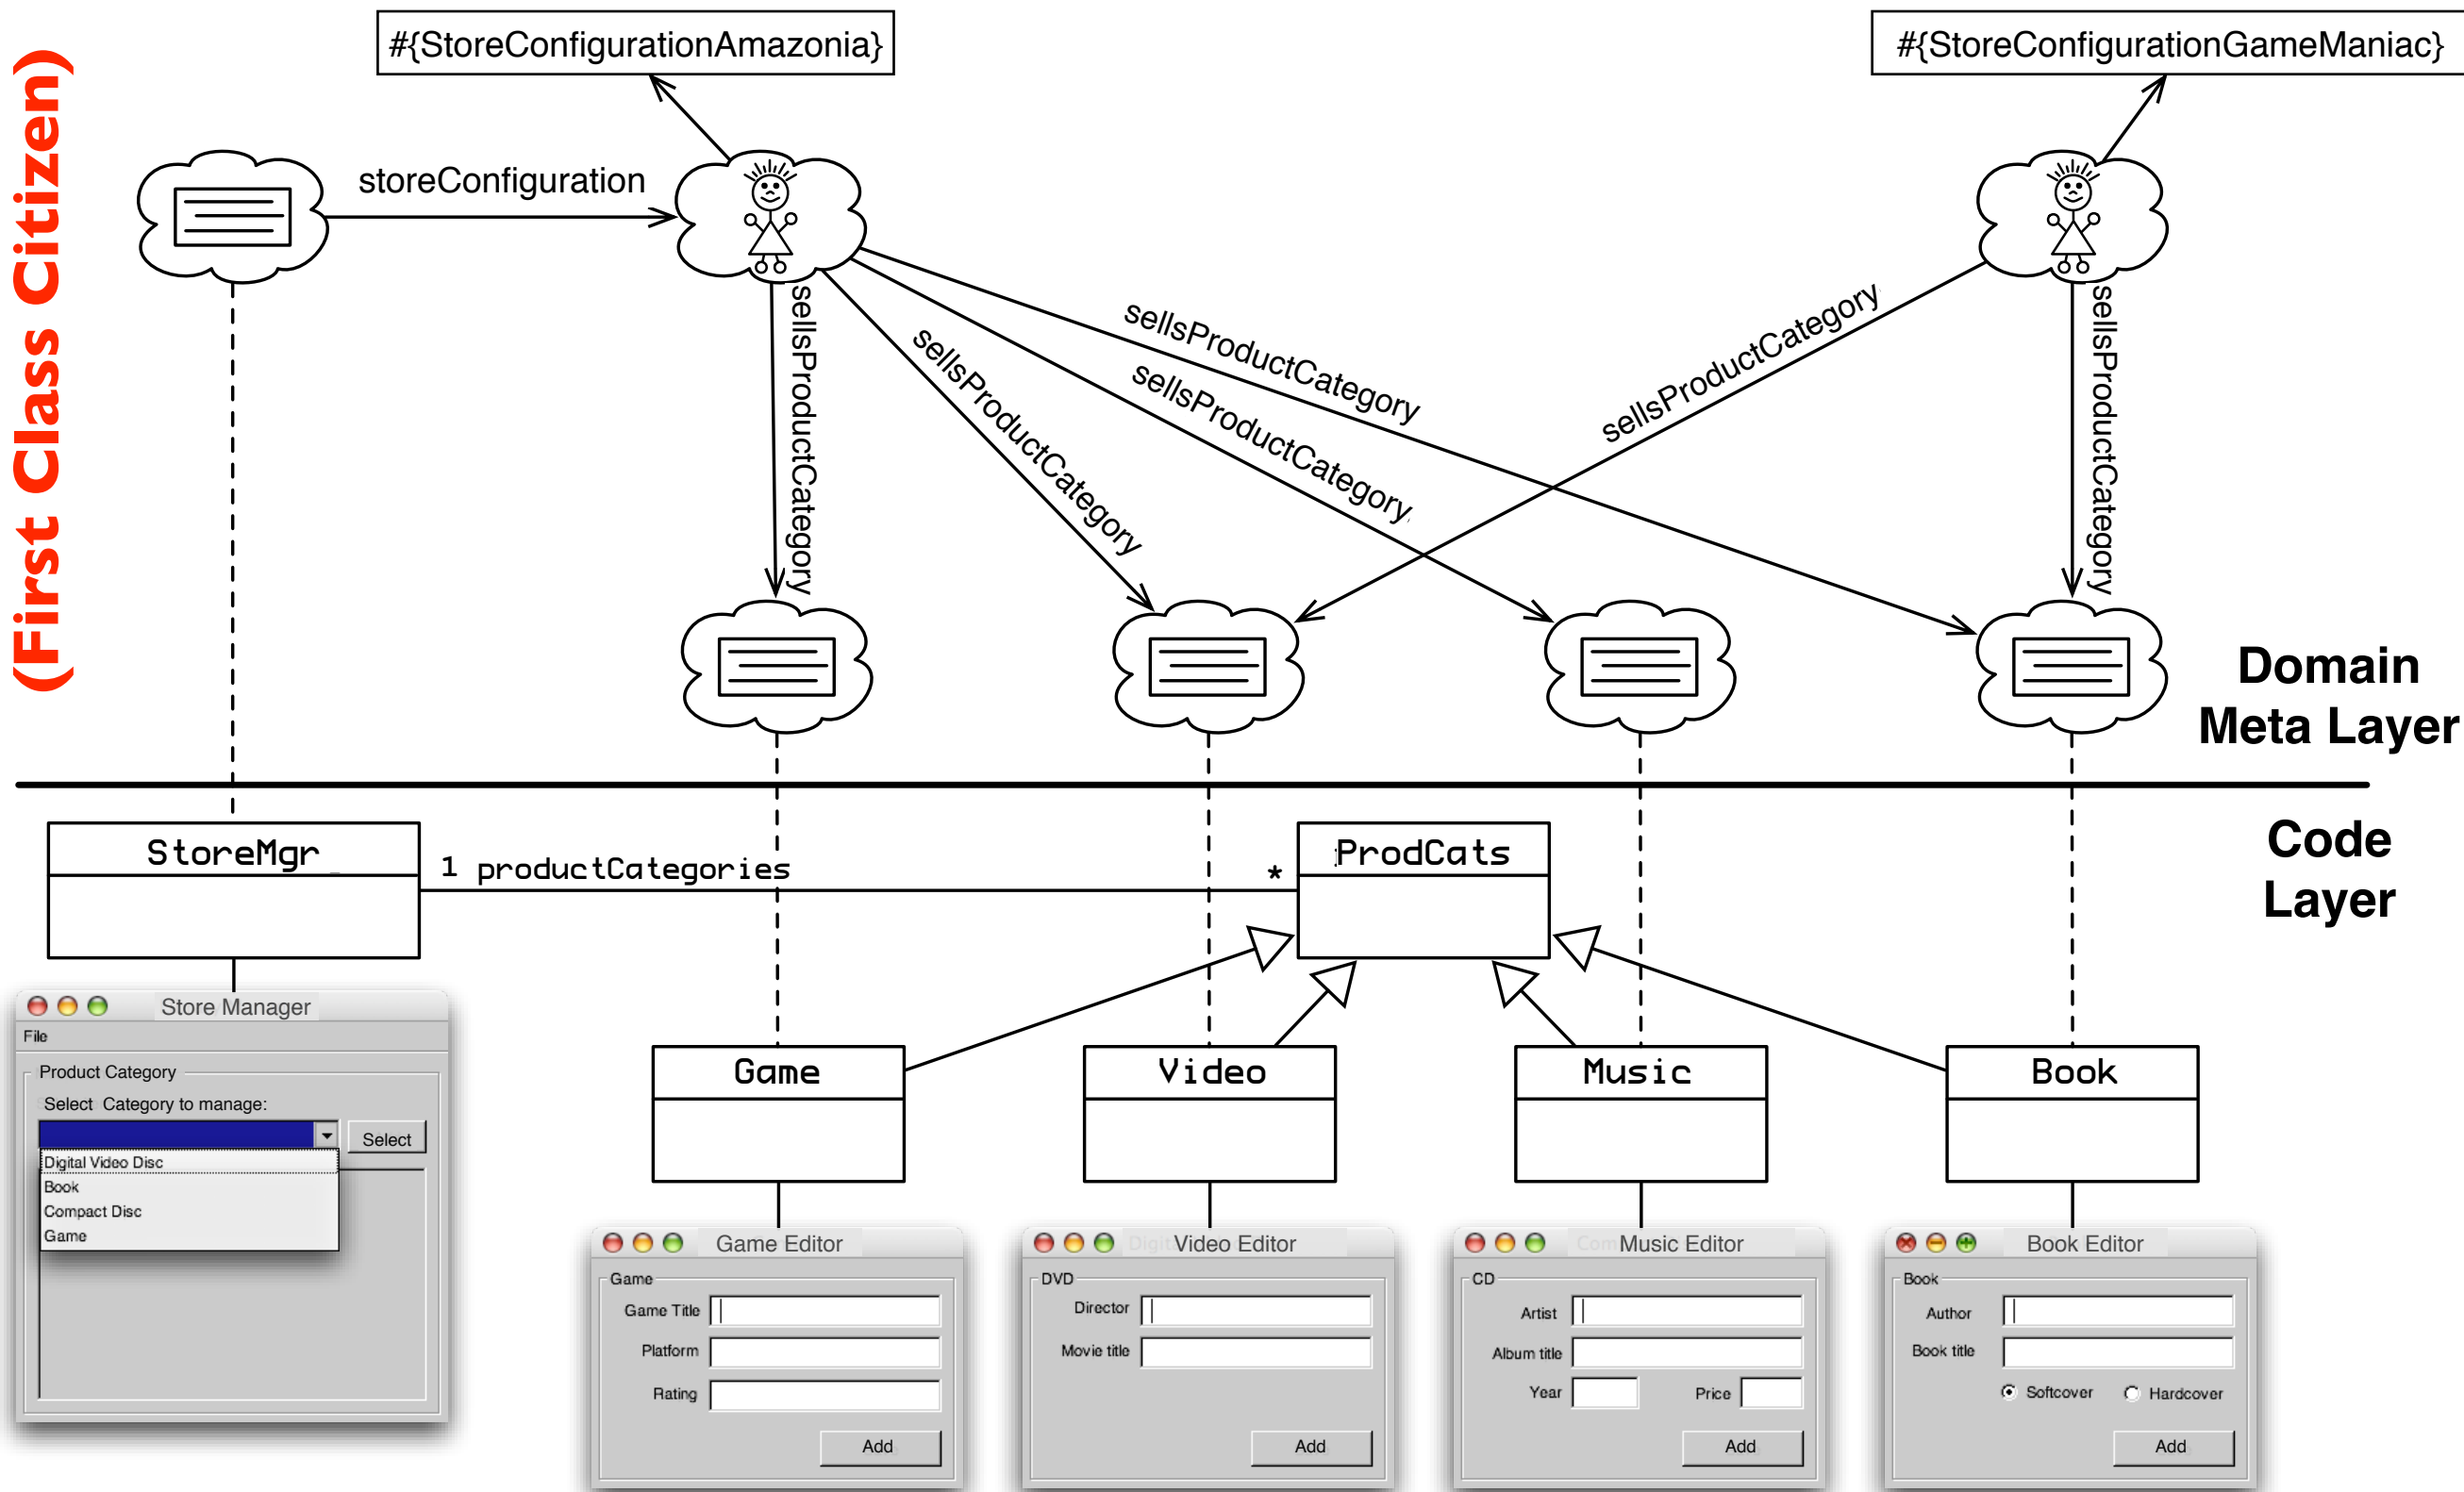 (First Class Citizen)
#{StoreConfigurationAmazonia}
#{StoreConfigurationGameManiac}
storeConfiguration
sellsProductCategory
sellsProductCategory
sellsProductCategory
sellsProductCategory
sellsProductCategory
sellsProductCategory
Domain
Meta Layer
Code
Layer
StoreMgr
1 productCategories *
ProdCats
Game
Video
Music
Book
Store Manager
File
Product Category
Select Category to manage:
Select
Digital Video Disc
Book
Compact Disc
Game
Game Editor
Game
Game Title
Platform
Rating
Add
Video Editor
DVD
Director
Movie title
Add
Music Editor
CD
Artist
Album title
Year Price
Add
Book Editor
Book
Author
Book title
Softcover Hardcover
Add